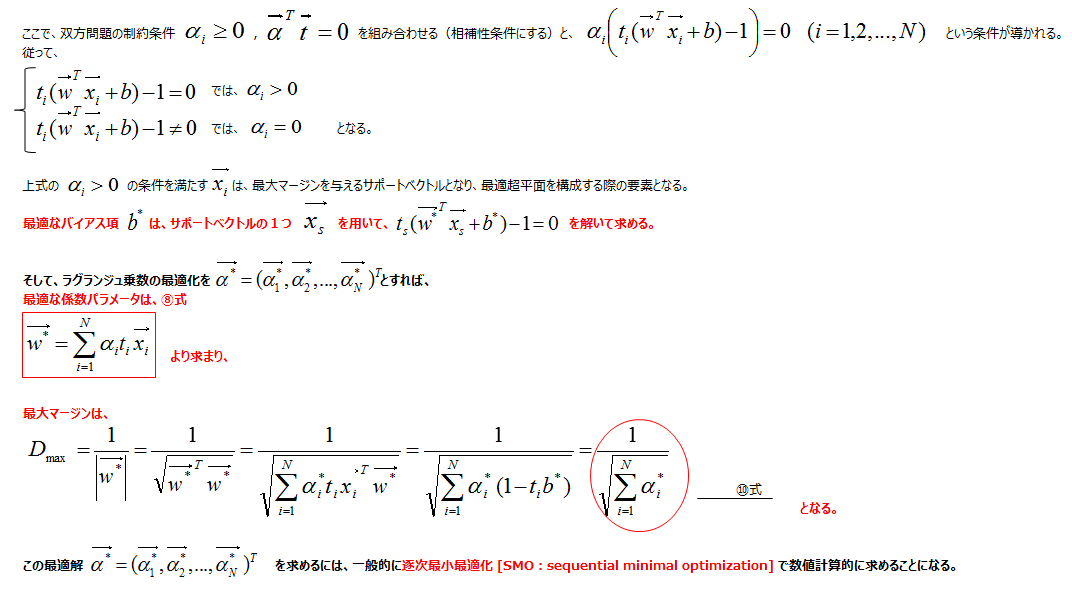 ここで、双方問題の制約条件 $\alpha_i \geq 0$ , $\overrightarrow{\alpha}^T \overrightarrow{t} = 0$ を組み合わせる（相補性条件にする）と、 $\alpha_i \left( t_i(\overrightarrow{w}^T \overrightarrow{x_i} + b) - 1 \right) = 0 \quad (i = 1,2,...,N)$ という条件が導かれる。
従って、
$t_i(\overrightarrow{w}^T \overrightarrow{x_i} + b) - 1 = 0$ では、 $\alpha_i > 0$
$t_i(\overrightarrow{w}^T \overrightarrow{x_i} + b) - 1 \neq 0$ では、 $\alpha_i = 0$ となる。
上式の $\alpha_i > 0$ の条件を満たす $\overrightarrow{x_i}$ は、最大マージンを与えるサポートベクトルとなり、最適超平面を構成する際の要素となる。
最適なバイアス項 $b^*$ は、サポートベクトルの１つ $\overrightarrow{x_s}$ を用いて、 $t_s(\overrightarrow{w^*}^T \overrightarrow{x_s} + b^*) - 1 = 0$ を解いて求める。
そして、ラグランジュ乗数の最適化を $\overrightarrow{\alpha^*} = (\overrightarrow{\alpha_1^*}, \overrightarrow{\alpha_2^*}, ..., \overrightarrow{\alpha_N^*})^T$ とすれば、
最適な係数パラメータは、⑧式
$\overrightarrow{w^*} = \sum_{i=1}^{N} \alpha_i t_i \overrightarrow{x_i}$ より求まり、
最大マージンは、
$D_{\max} = \frac{1}{\left| \overrightarrow{w^*} \right|} = \frac{1}{\sqrt{\overrightarrow{w^*}^T \overrightarrow{w^*}}} = \frac{1}{\sqrt{\sum_{i=1}^{N} \alpha_i^* t_i \overrightarrow{x_i}^T \overrightarrow{w^*}}} = \frac{1}{\sqrt{\sum_{i=1}^{N} \alpha_i^* (1 - t_i b^*)}} = \frac{1}{\sqrt{\sum_{i=1}^{N} \alpha_i^*}}$ ⑩式 となる。
この最適解 $\overrightarrow{\alpha^*} = (\overrightarrow{\alpha_1^*}, \overrightarrow{\alpha_2^*}, ..., \overrightarrow{\alpha_N^*})^T$ を求めるには、一般的に逐次最小最適化 [SMO : sequential minimal optimization] で数値計算的に求めることになる。